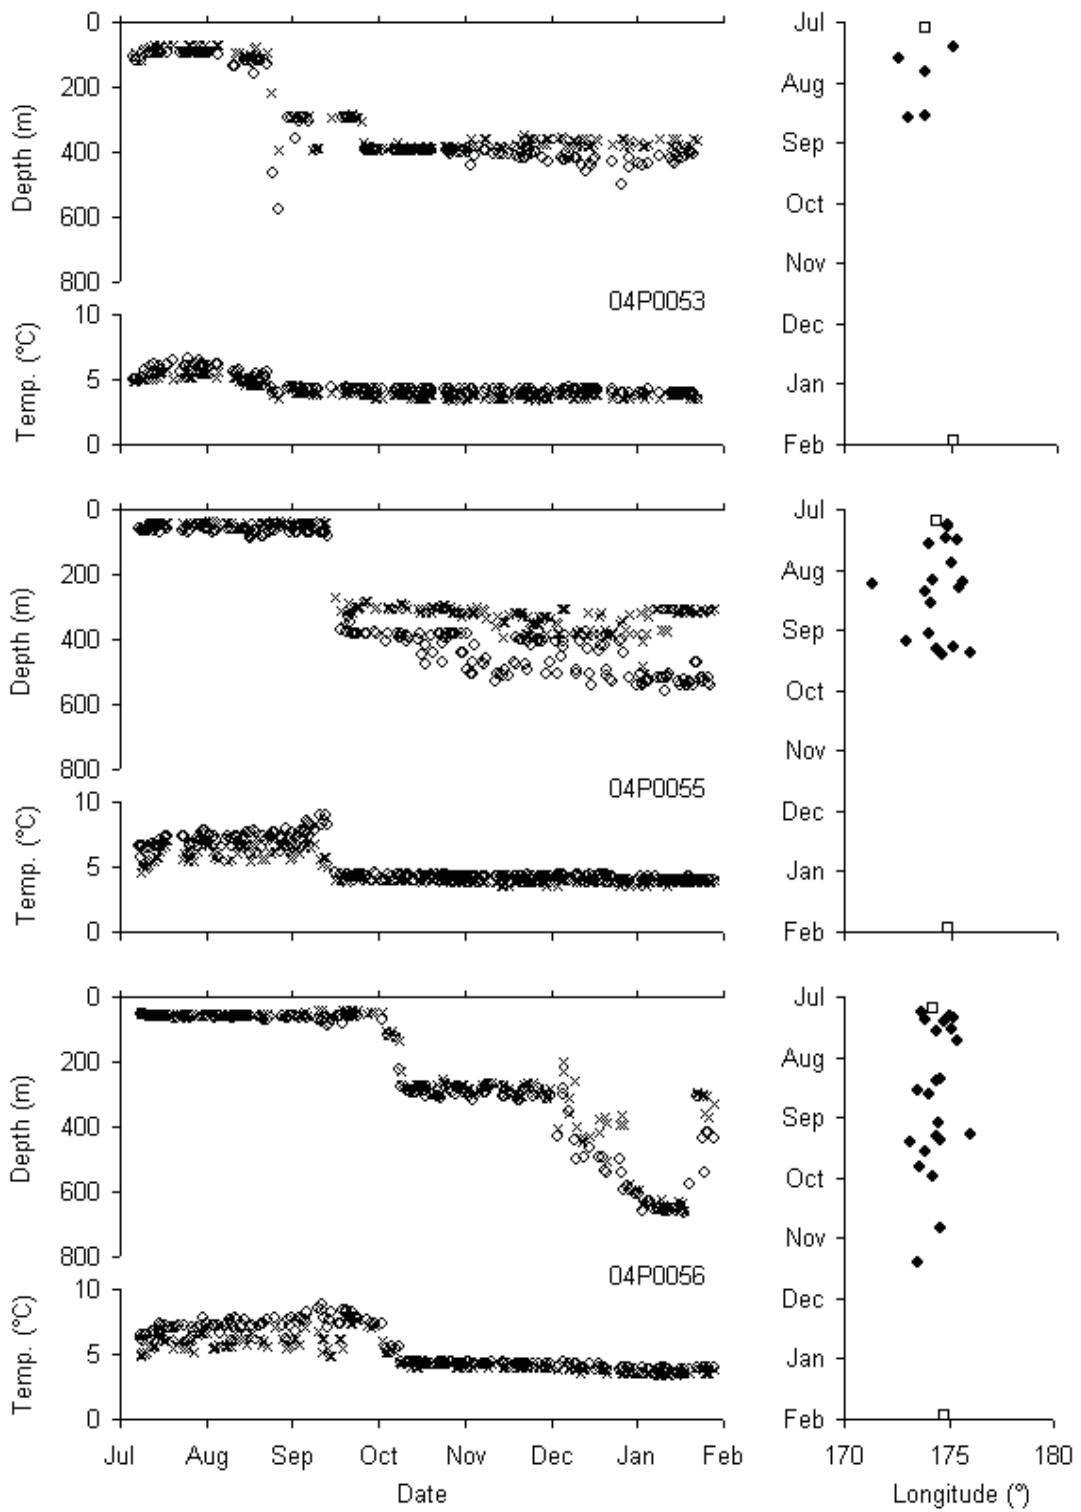 0
200
400
600
800
Depth (m)
04P0053
10
5
0
Temp. (°C)
Jul
Aug
Sep
Oct
Nov
Dec
Jan
Feb
0
200
400
600
800
Depth (m)
04P0055
10
5
0
Temp. (°C)
Jul
Aug
Sep
Oct
Nov
Dec
Jan
Feb
0
200
400
600
800
Depth (m)
04P0056
10
5
0
Temp. (°C)
Jul Aug Sep Oct Nov Dec Jan Feb
Date
Jul
Aug
Sep
Oct
Nov
Dec
Jan
Feb
170 175 180
Longitude (°)